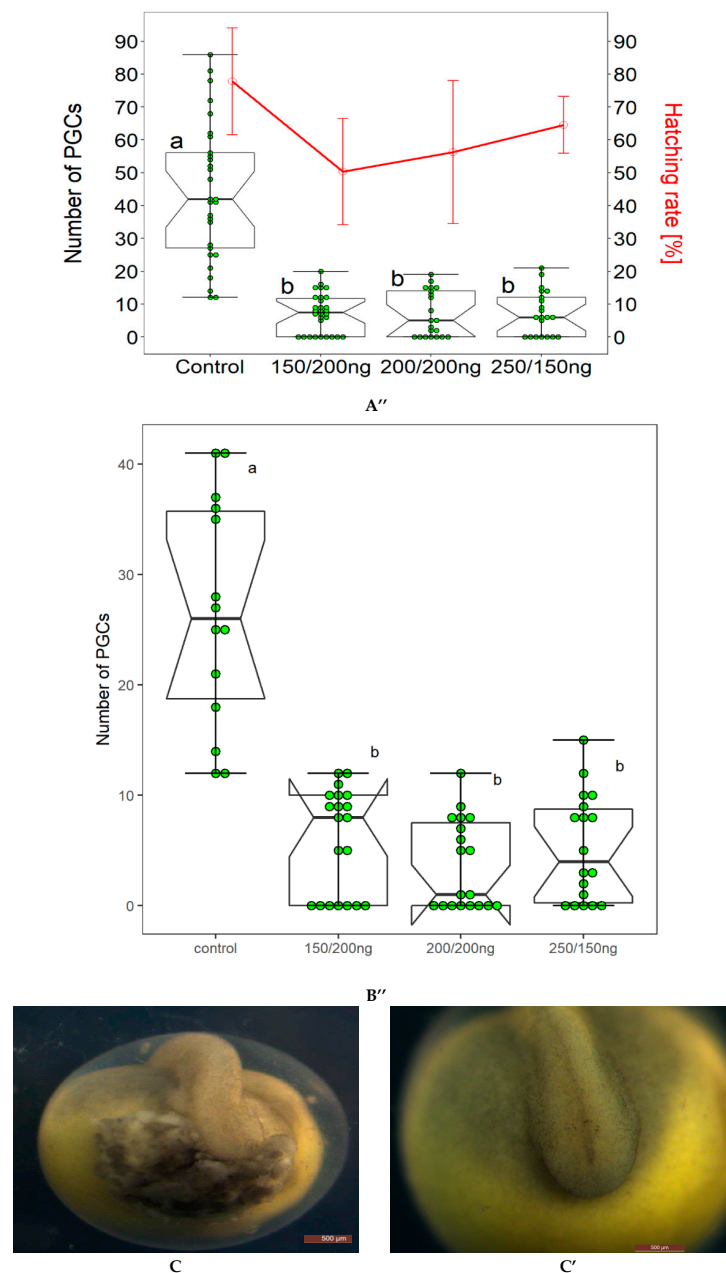 Number of PGCs
90
80
70
60
50
40
30
20
10
0
a
b
b
b
90
80
70
60
50
40
30
20
10
0
Hatching rate [%]
Control 150/200ng 200/200ng 250/150ng
A′′
Number of PGCs
40
30
20
10
0
a
b
b
b
control 150/200ng 200/200ng 250/150ng
B′′
500 µm
500 µm
C C′